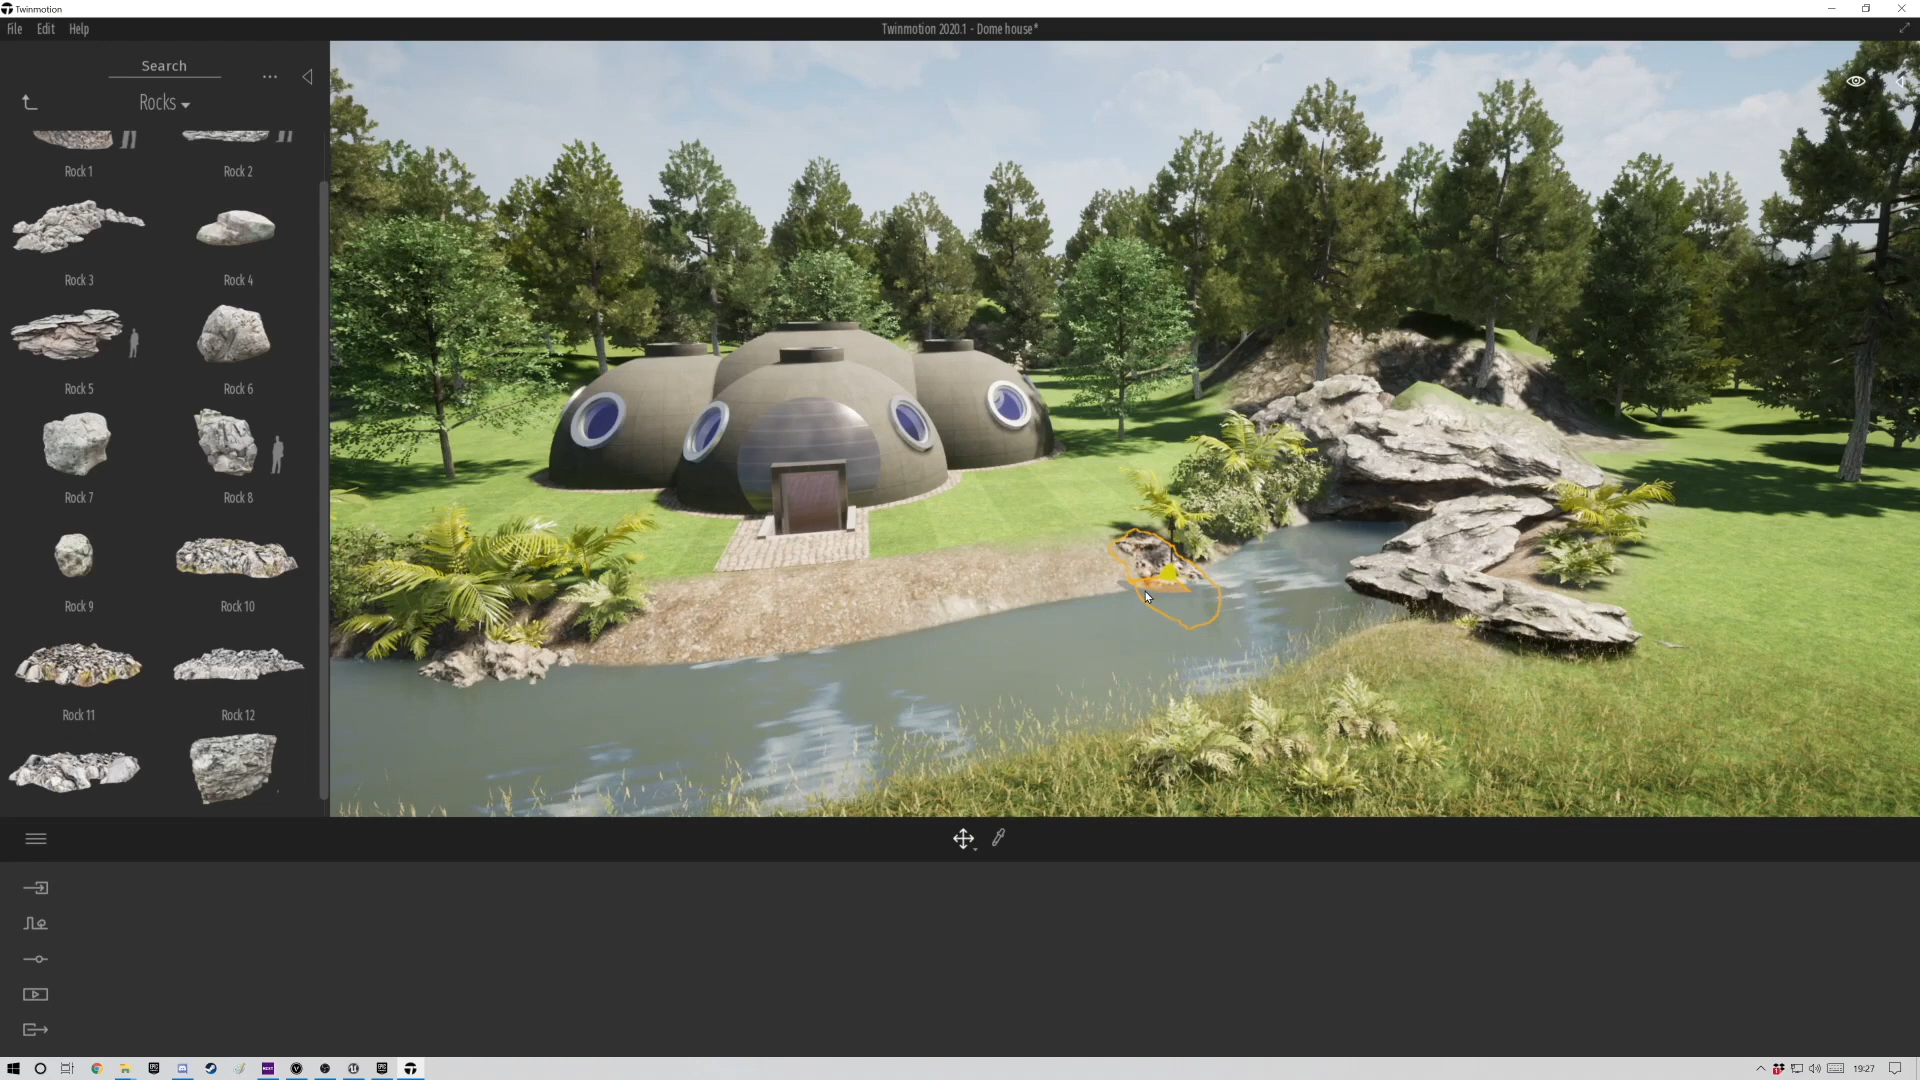 Twinmotion
File Edit Help
Twinmotion 2020.1 - Dome house*
Search
...
Rocks
Rock 1 Rock 2
Rock 3 Rock 4
Rock 5 Rock 6
Rock 7 Rock 8
Rock 9 Rock 10
Rock 11 Rock 12
19:27